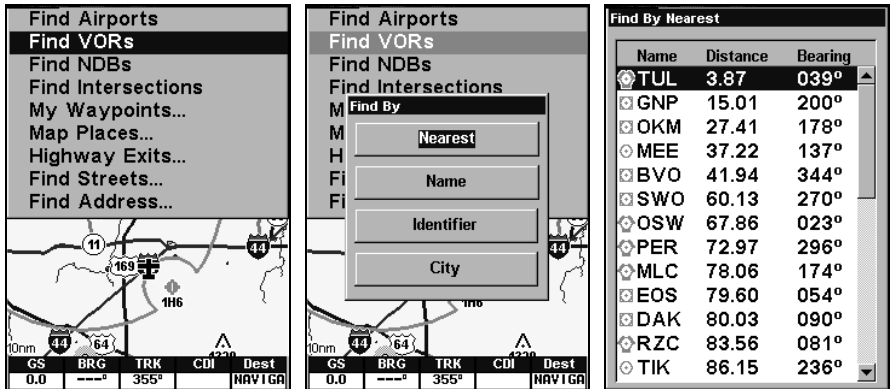 Find Airports
Find VORs
Find NDBs
Find Intersections
My Waypoints...
Map Places...
Highway Exits...
Find Streets...
Find Address...
11
44
169
1H6
44
64
10nm
GS BRG TRK CDI Dest
0.0 ---º 355º NAVIGA
Find Airports
Find VORs
Find NDBs
Find Intersections
M
M
H
Fi
Fi
Find By
Nearest
Name
Identifier
City
44
1H6
44
64
10nm
GS BRG TRK CDI Dest
0.0 ---º 355º NAVIGA
Find By Nearest
Name Distance Bearing
TUL 3.87 039º
GNP 15.01 200º
OKM 27.41 178º
MEE 37.22 137º
BVO 41.94 344º
SWO 60.13 270º
OSW 67.86 023º
PER 72.97 296º
MLC 78.06 174º
EOS 79.60 054º
DAK 80.03 090º
RZC 83.56 081º
TIK 86.15 236º